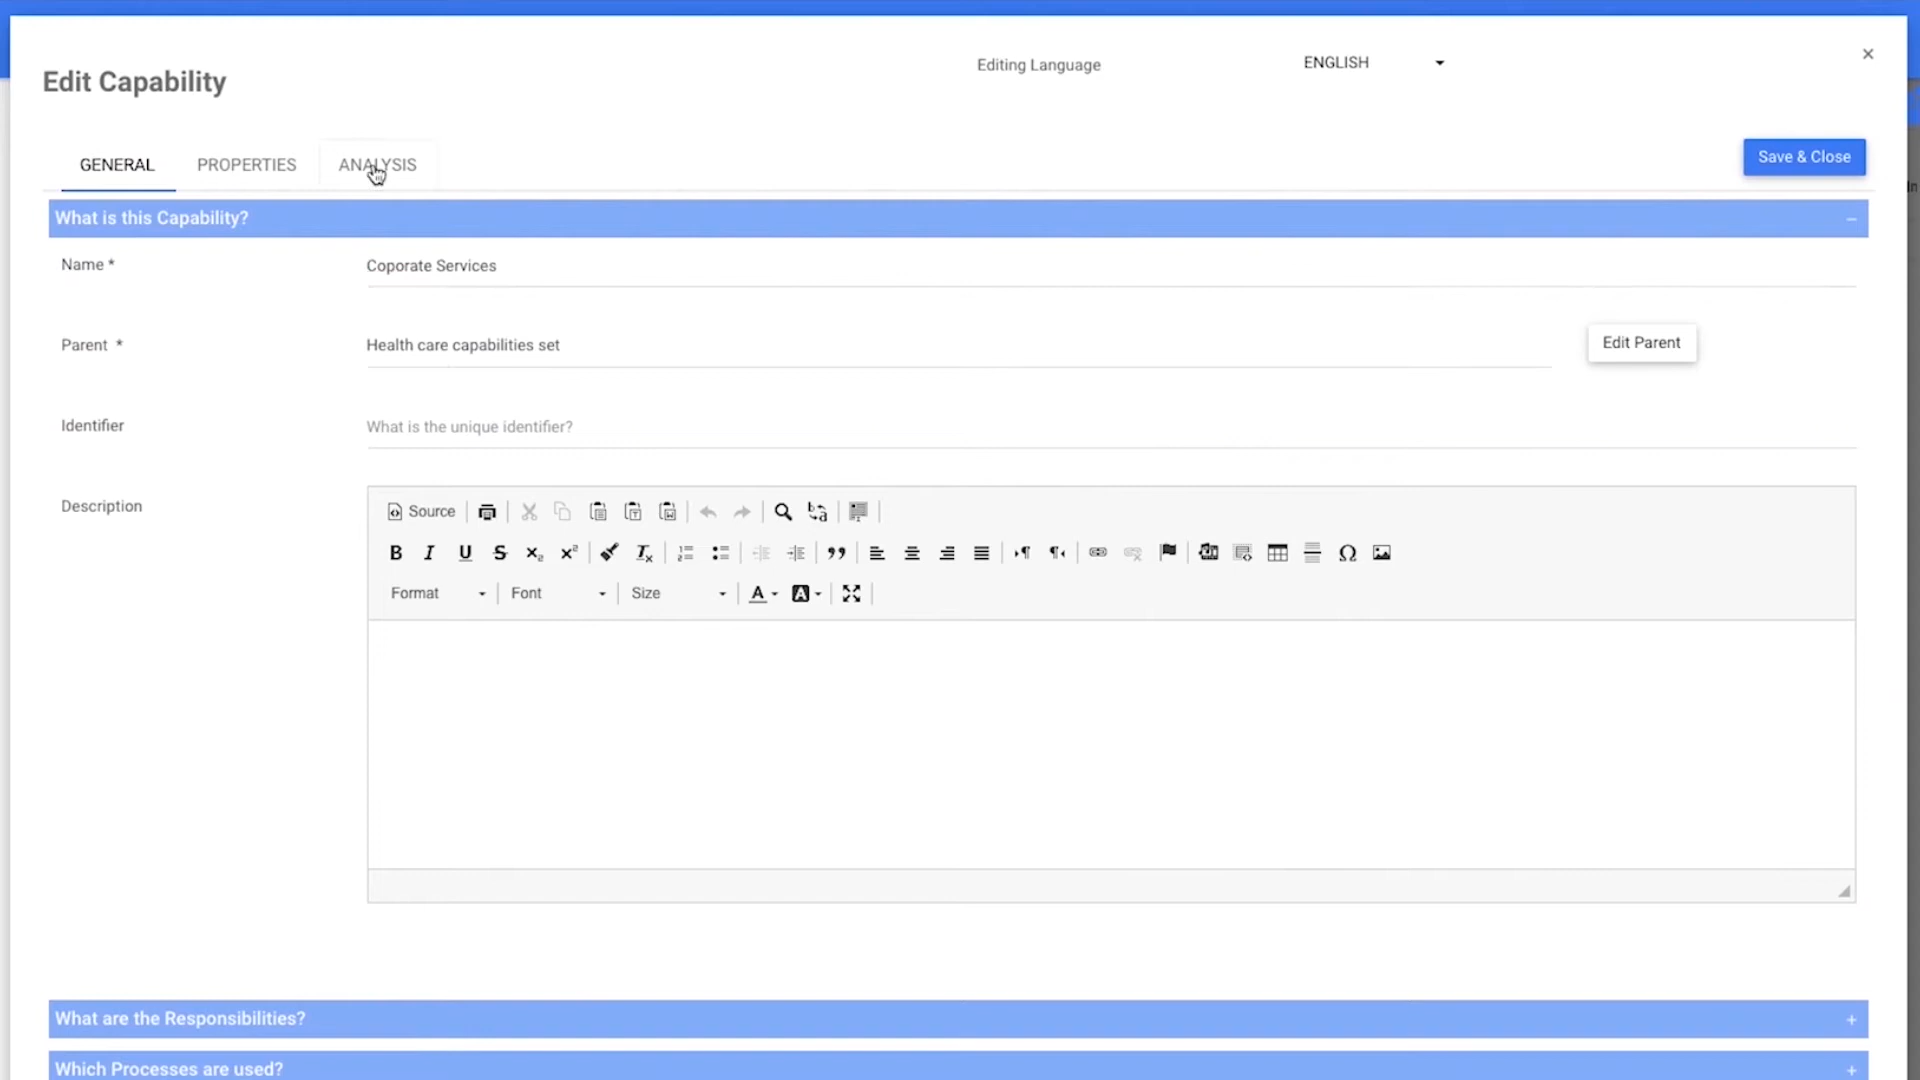 Edit Capability
Editing Language
ENGLISH
×
GENERAL
PROPERTIES
ANALYSIS
Save & Close
In
What is this Capability?
Name *
Coporate Services
Parent *
Health care capabilities set
Edit Parent
Identifier
What is the unique identifier?
Description
Source
Format
Font
Size
What are the Responsibilities?
Which Processes are used?